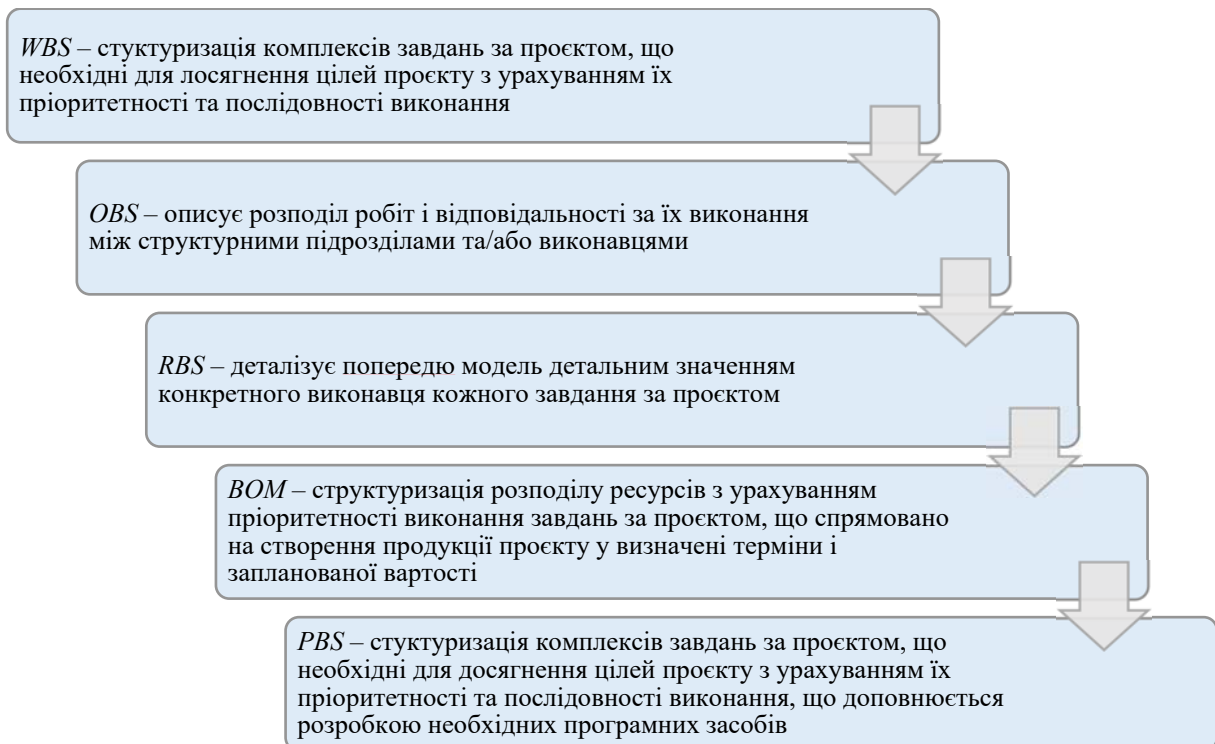 WBS – стуктуризація комплексів завдань за проєктом, що
необхідні для лосягнення цілей проєкту з урахуванням їх
пріоритетності та послідовності виконання
OBS – описує розподіл робіт і відповідальності за їх виконання
між структурними підрозділами та/або виконавцями
RBS – деталізує попередю модель детальним значенням
конкретного виконавця кожного завдання за проєктом
BOM – структуризація розподілу ресурсів з урахуванням
пріоритетності виконання завдань за проєктом, що спрямовано
на створення продукції проєкту у визначені терміни і
запланованої вартості
PBS – стуктуризація комплексів завдань за проєктом, що
необхідні для досягнення цілей проєкту з урахуванням їх
пріоритетності та послідовності виконання, що доповнюється
розробкою необхідних програмних засобів